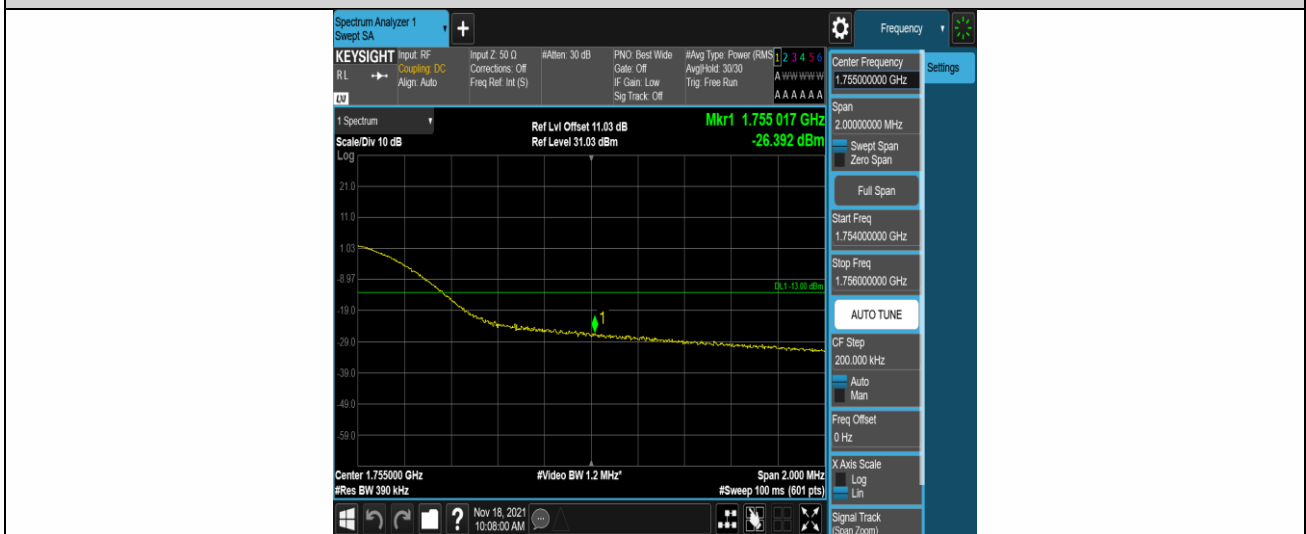 Spectrum Analyzer 1
Swept SA
+
Frequency
KEYSIGHT
RL
LXI
Input: RF
Coupling: DC
Align: Auto
Input Z: 50 Ω
Corrections: Off
Freq Ref: Int (S)
#Atten: 30 dB
PNO: Best Wide
Gate: Off
IF Gain: Low
Sig Track: Off
#Avg Type: Power (RMS
Avg|Hold: 30/30
Trig: Free Run
1 2 3 4 5 6
A W W W W W
A A A A A A
1 Spectrum
Scale/Div 10 dB
Log
Ref Lvl Offset 11.03 dB
Ref Level 31.03 dBm
Mkr1 1.755 017 GHz
-26.392 dBm
21.0
11.0
1.03
-8.97
DL1 -13.00 dBm
-19.0
1
-29.0
-39.0
-49.0
-59.0
Center 1.755000 GHz
#Res BW 390 kHz
#Video BW 1.2 MHz*
Span 2.000 MHz
#Sweep 100 ms (601 pts)
?
Nov 18, 2021
10:08:00 AM
Center Frequency
1.755000000 GHz
Settings
Span
2.00000000 MHz
Swept Span
Zero Span
Full Span
Start Freq
1.754000000 GHz
Stop Freq
1.756000000 GHz
AUTO TUNE
CF Step
200.000 kHz
Auto
Man
Freq Offset
0 Hz
X Axis Scale
Log
Lin
Signal Track
(Span Zoom)